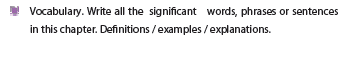 Vocabulary. Write all the significant words, phrases or sentences
in this chapter. Definitions / examples / explanations.